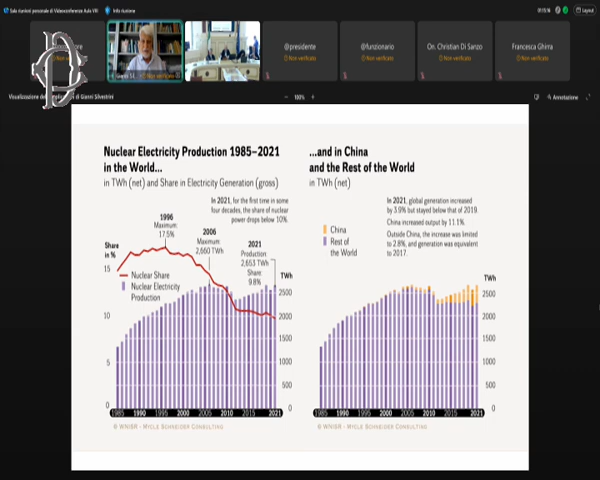 Sala riunioni personale di Videoconferenze Aula VIII
Info riunione
Layout
@presidente
Non verificato
@funzionario
Non verificato
On. Christian Di Sanzo
Non verificato
Francesca Ghirra
Non verificato
di Gianni Silvestrini
100%
Annotazione
Nuclear Electricity Production 1985–2021
in the World...
in TWh (net) and Share in Electricity Generation (gross)
In 2021, for the first time in some
four decades, the share of nuclear
power drops below 10%.
1996
Maximum:
17.5%
2006
Maximum:
2,660 TWh
2021
Production:
2,653 TWh
Share:
9.8%
Share
in %
TWh
Nuclear Share
Nuclear Electricity
Production
15
10
5
0
2500
2000
1500
1000
500
0
1985 1990 1995 2000 2005 2010 2015 2021
© WNISR - Mycle Schneider Consulting
...and in China
and the Rest of the World
in TWh (net)
In 2021, global generation increased
by 3.9% but stayed below that of 2019.
China increased output by 11.1%.
Outside China, the increase was limited
to 2.8%, and generation was equivalent
to 2017.
China
Rest of
the World
TWh
2500
2000
1500
1000
500
0
1985 1990 1995 2000 2005 2010 2015 2021
© WNISR - Mycle Schneider Consulting